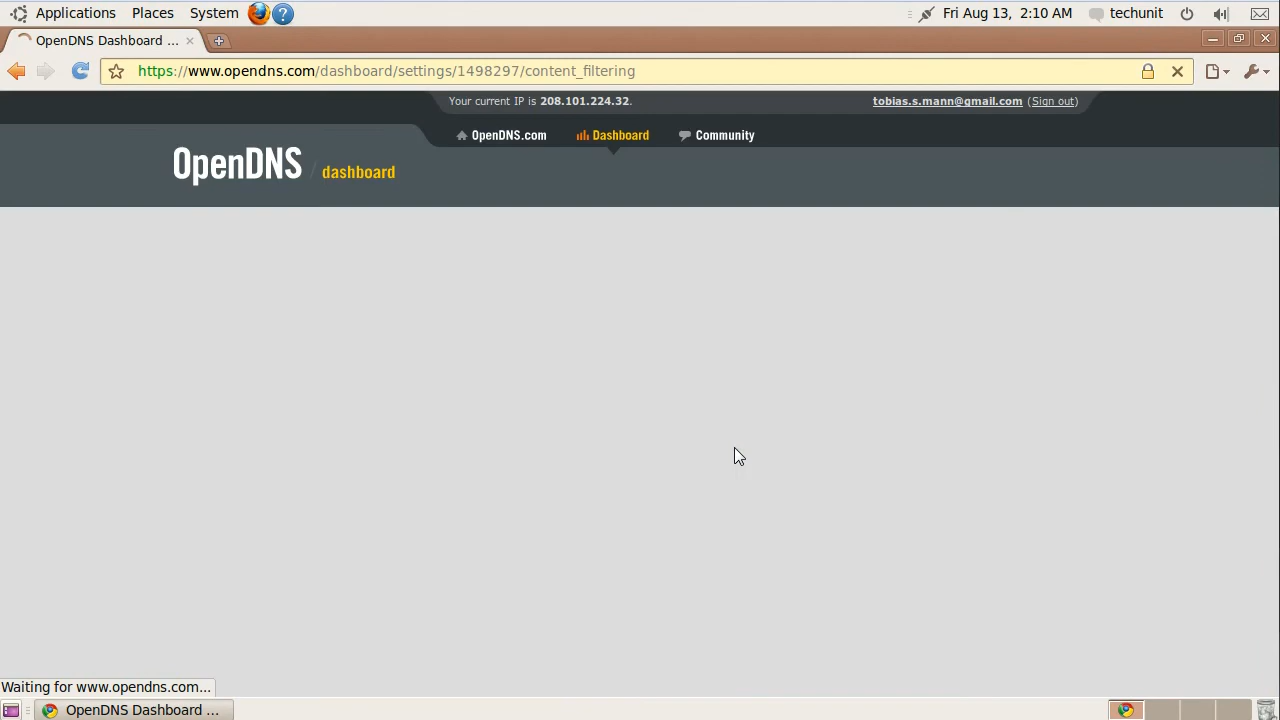 Applications Places System Fri Aug 13, 2:10 AM techunit
OpenDNS Dashboard ...
https://www.opendns.com/dashboard/settings/1498297/content_filtering
Your current IP is 208.101.224.32. tobias.s.mann@gmail.com (Sign out)
OpenDNS.com Dashboard Community
OpenDNS / dashboard
Waiting for www.opendns.com...
OpenDNS Dashboard ...